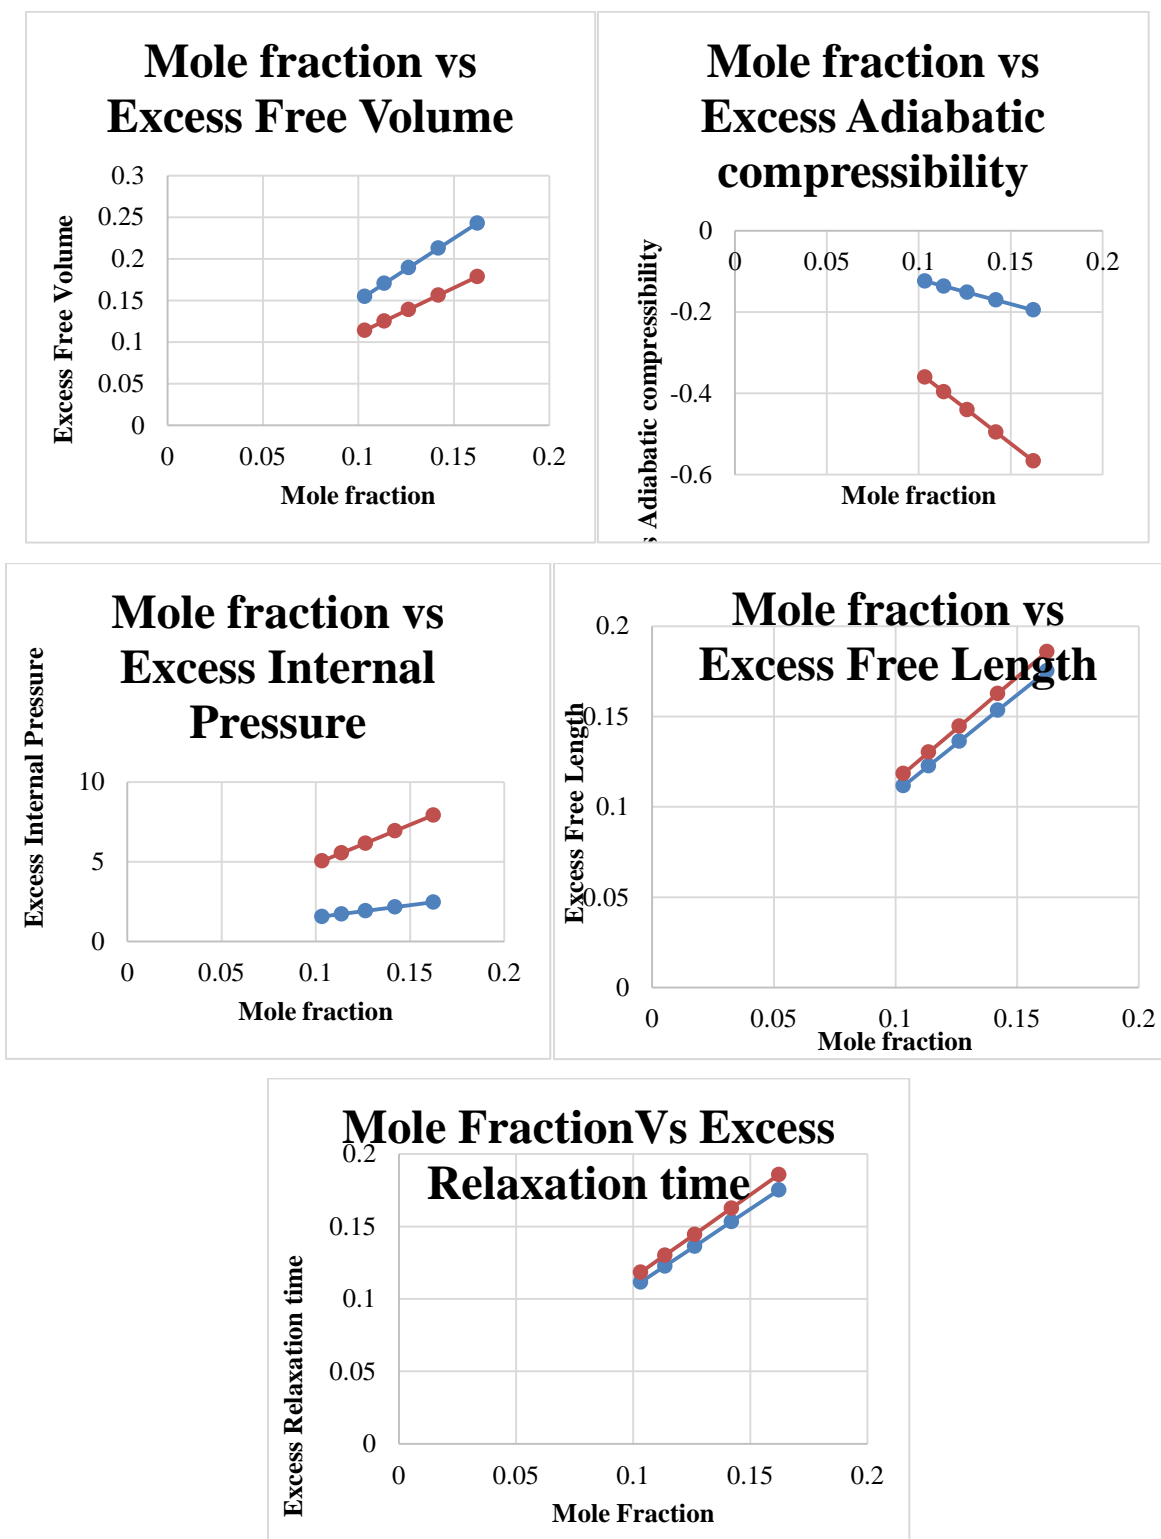 Mole fraction vs
Excess Free Volume
Excess Free Volume
0.3
0.25
0.2
0.15
0.1
0.05
0
0 0.05 0.1 0.15 0.2
Mole fraction
Mole fraction vs
Excess Adiabatic
compressibility
s Adiabatic compressibility
0
0 0.05 0.1 0.15 0.2
-0.2
-0.4
-0.6
Mole fraction
Mole fraction vs
Excess Internal
Pressure
Excess Internal Pressure
10
5
0
0 0.05 0.1 0.15 0.2
Mole fraction
Mole fraction vs
Excess Free Length
Excess Free Length
0.2
0.15
0.1
0.05
0
0 0.05 0.1 0.15 0.2
Mole fraction
Mole FractionVs Excess
Relaxation time
Excess Relaxation time
0.2
0.15
0.1
0.05
0
0 0.05 0.1 0.15 0.2
Mole Fraction